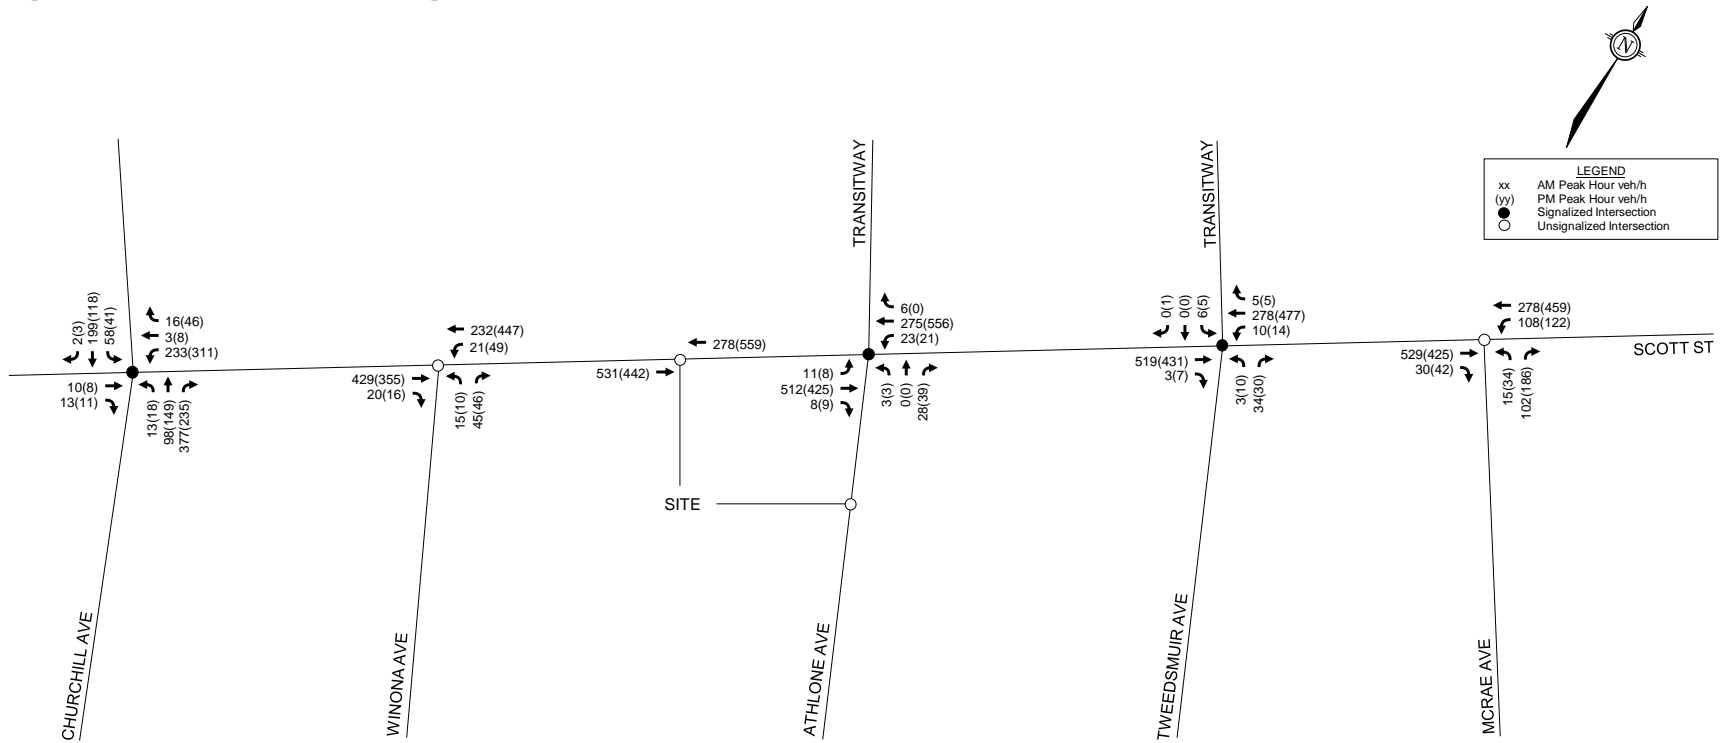 N
LEGEND
xx AM Peak Hour veh/h
(yy) PM Peak Hour veh/h
Signalized Intersection
Unsignalized Intersection
TRANSITWAY
TRANSITWAY
2(3)
199(118)
58(41)
16(46)
3(8)
233(311)
10(8)
13(11)
13(18)
98(149)
377(235)
232(447)
21(49)
429(355)
20(16)
15(10)
45(46)
278(559)
531(442)
6(0)
275(556)
23(21)
11(8)
512(425)
8(9)
3(3)
0(0)
28(39)
0(1)
0(0)
6(5)
5(5)
278(477)
10(14)
519(431)
3(7)
3(10)
34(30)
278(459)
108(122)
529(425)
30(42)
15(34)
102(186)
SCOTT ST
SITE
CHURCHILL AVE
WINONA AVE
ATHLONE AVE
TWEEDSMUIR AVE
MCRAE AVE